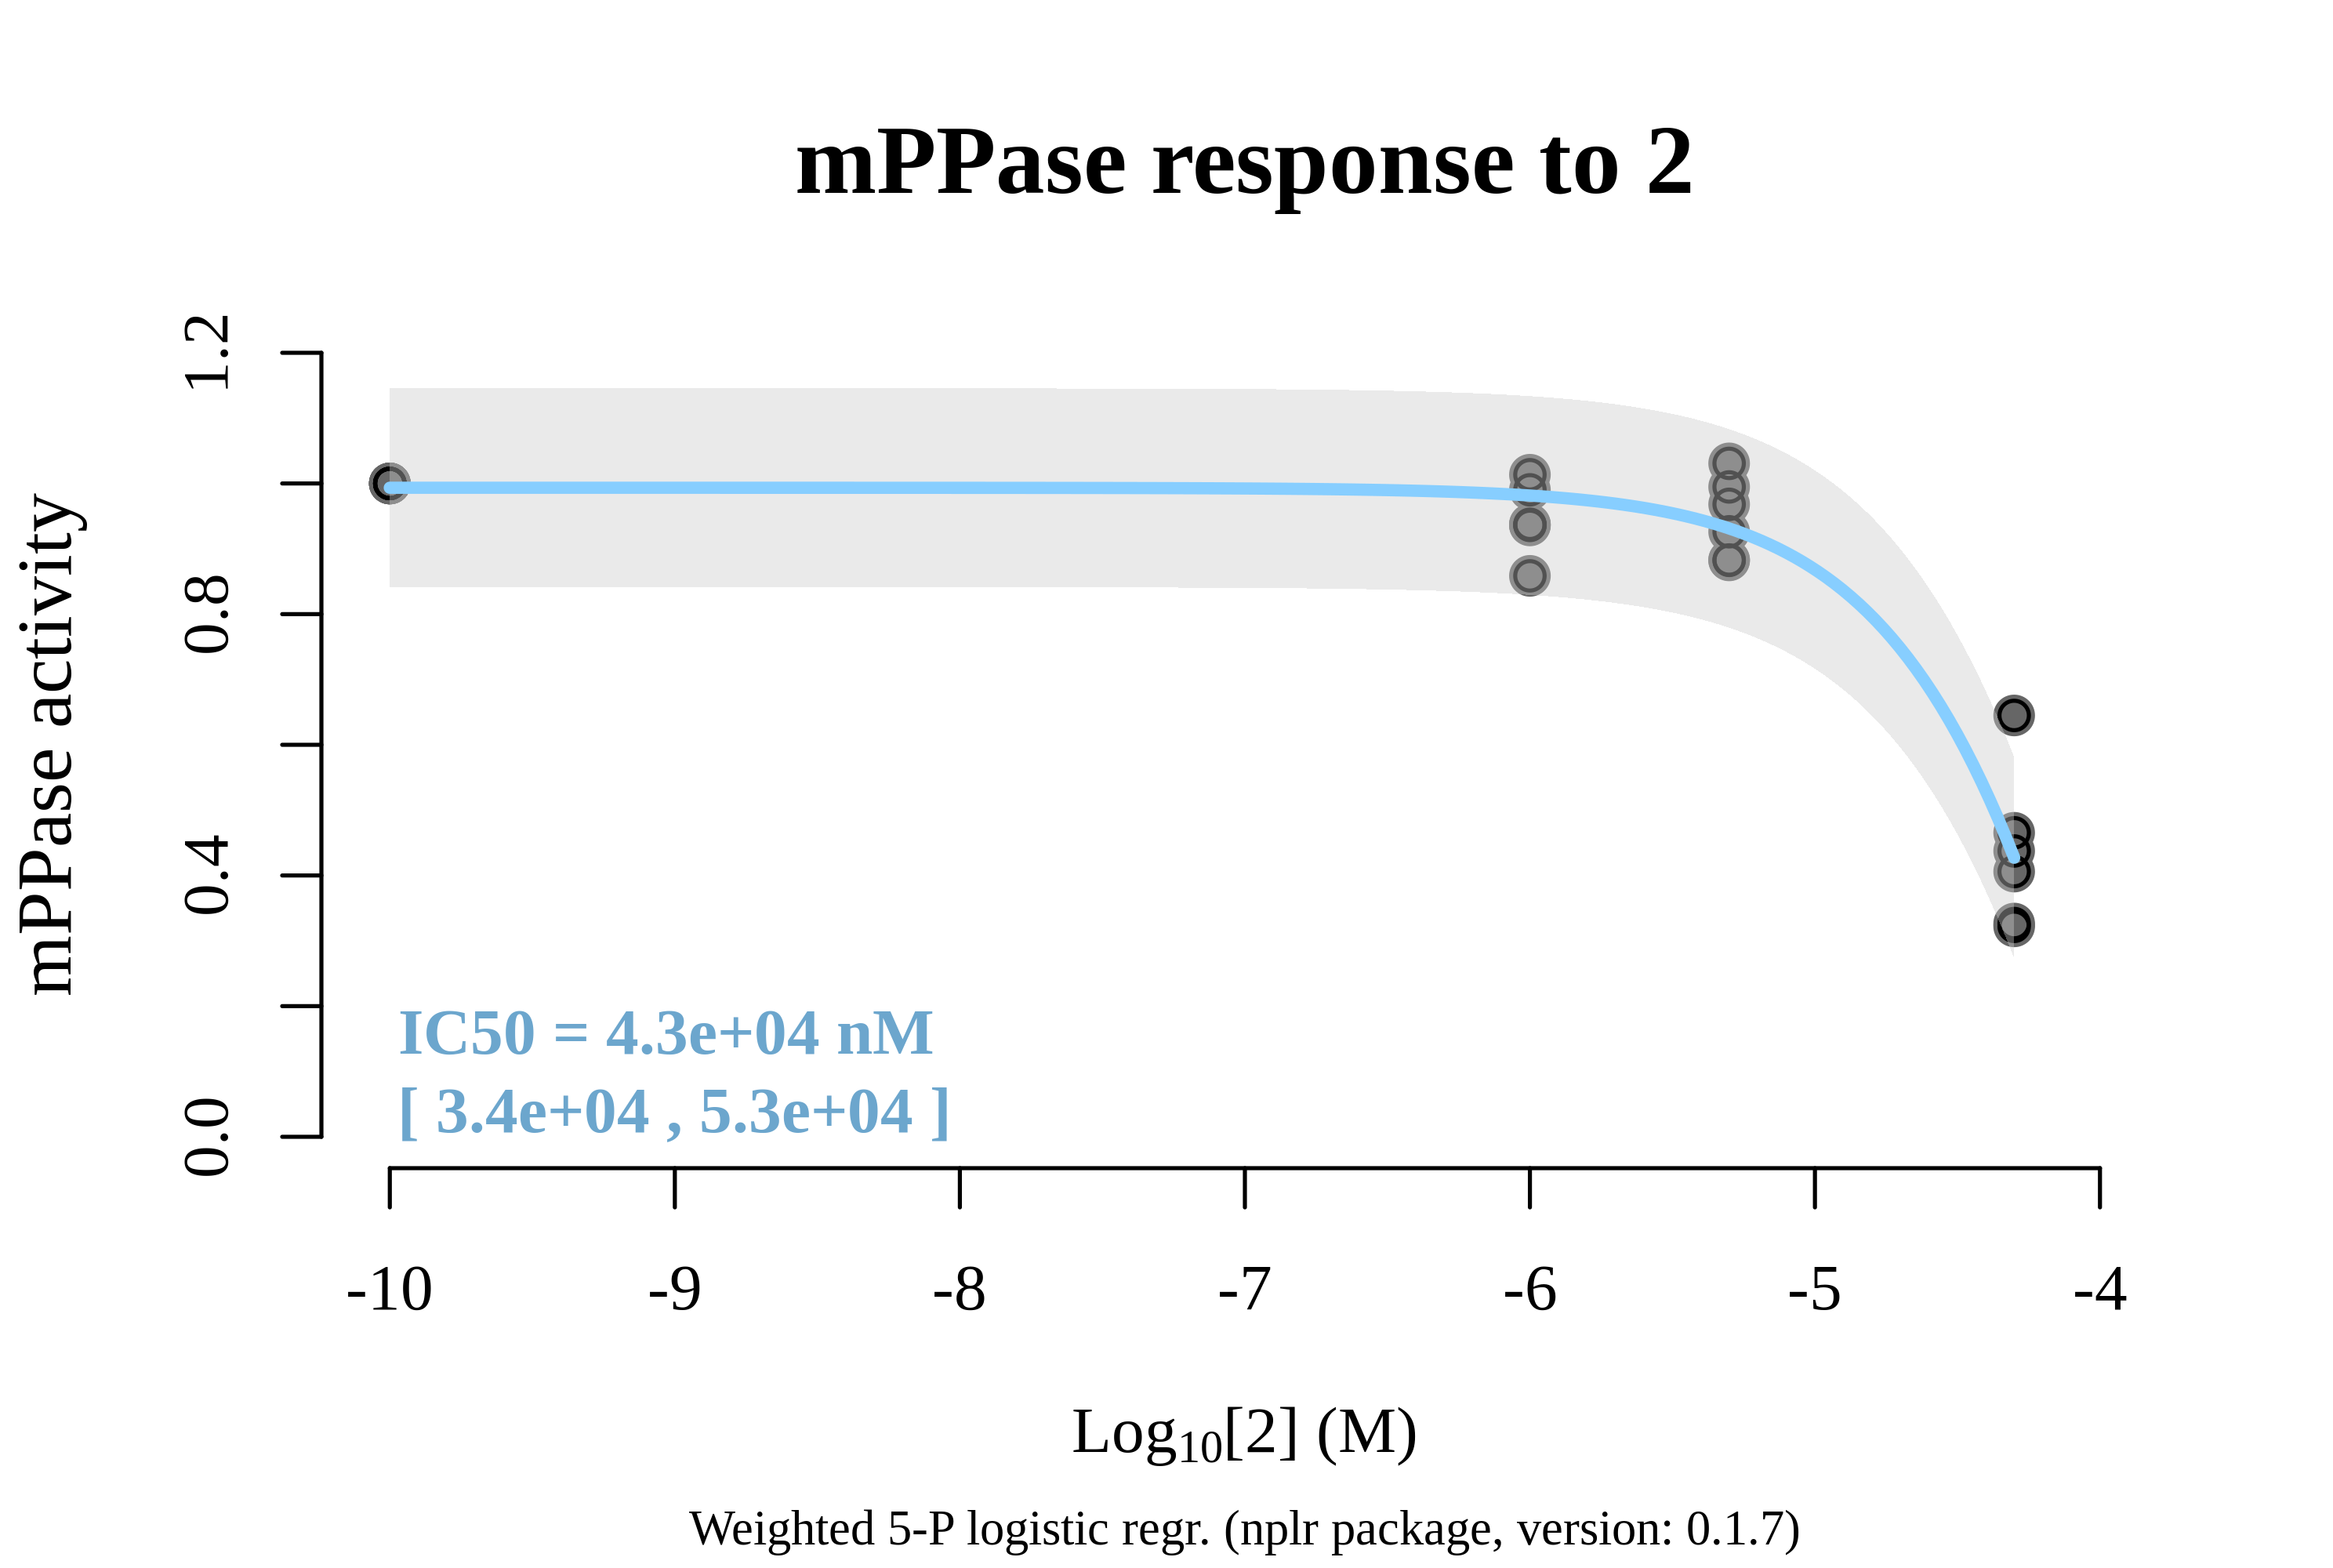 mPPase response to 2
mPPase activity
1.2
0.8
0.4
0.0
IC50 = 4.3e+04 nM
[ 3.4e+04 , 5.3e+04 ]
-10 -9 -8 -7 -6 -5 -4
Log10[2] (M)
Weighted 5-P logistic regr. (nplr package, version: 0.1.7)